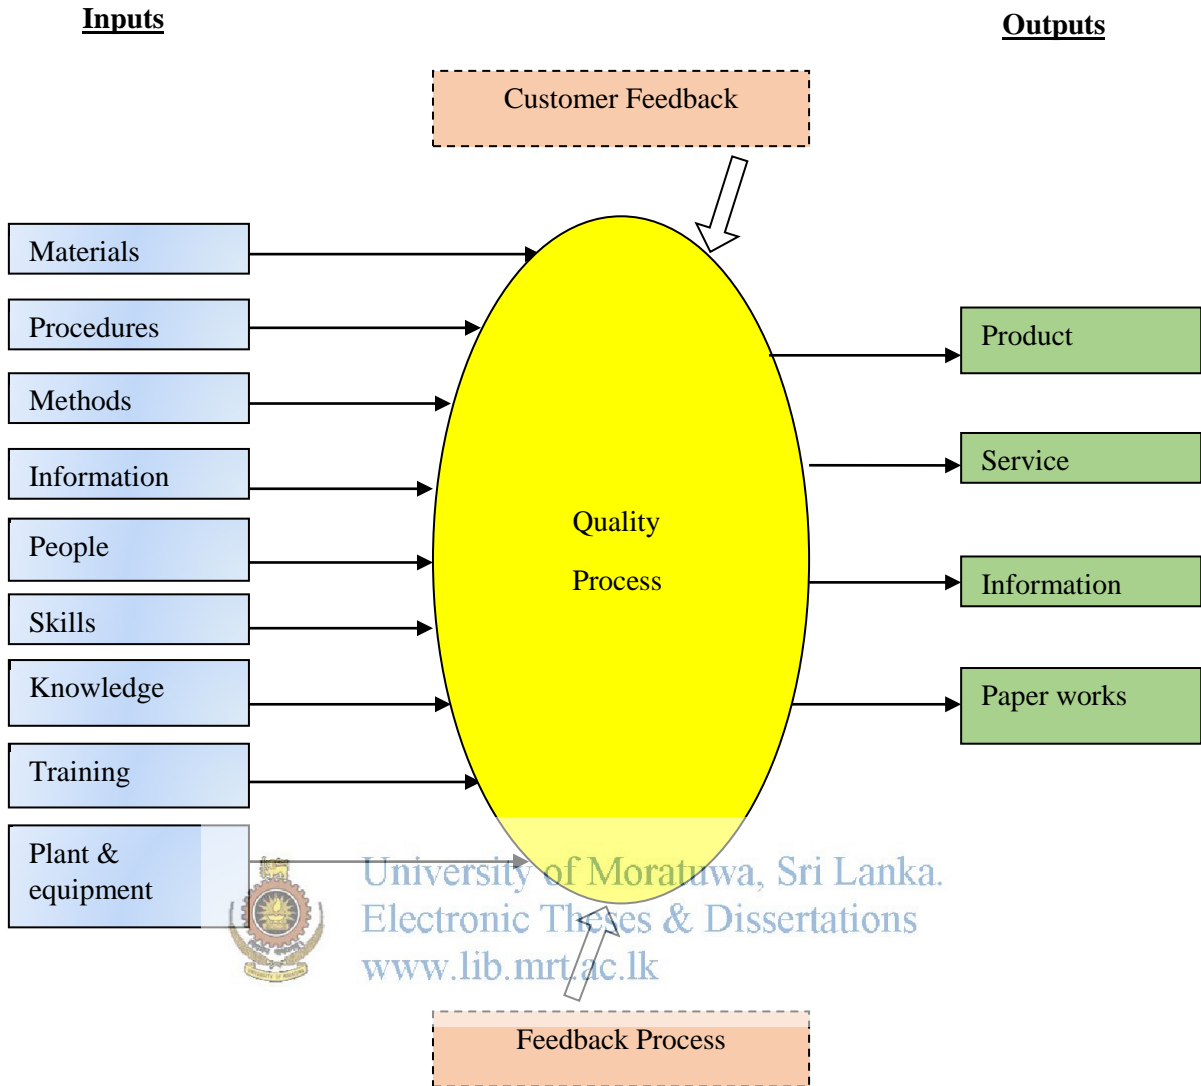 Inputs
Outputs
Customer Feedback
Materials
Procedures
Methods
Information
People
Skills
Knowledge
Training
Plant &
equipment
Quality
Process
Product
Service
Information
Paper works
University of Moratuwa, Sri Lanka.
Electronic Theses & Dissertations
www.lib.mrt.ac.lk
Feedback Process